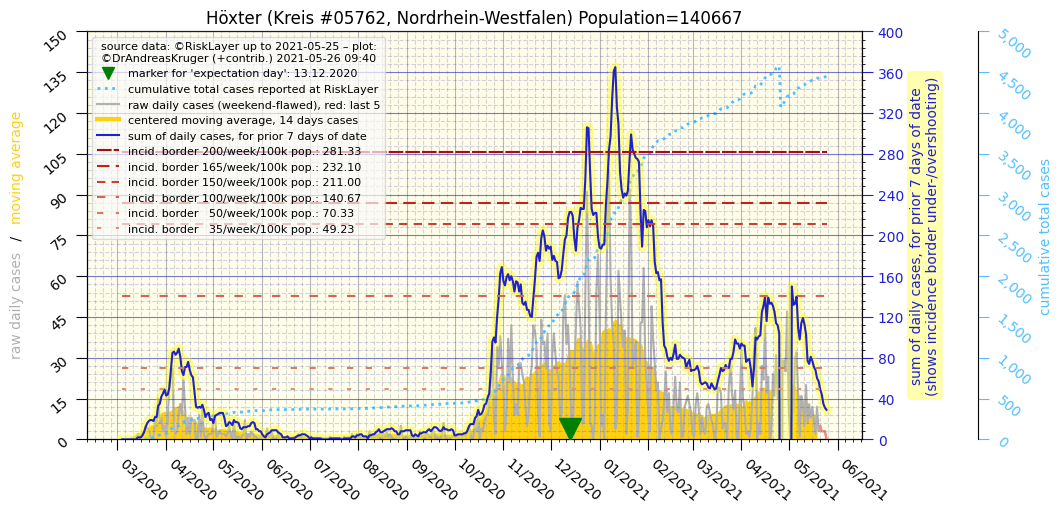 Höxter (Kreis #05762, Nordrhein-Westfalen) Population=140667
source data: ©RiskLayer up to 2021-05-25 – plot:
©DrAndreasKruger (+contrib.) 2021-05-26 09:40
marker for 'expectation day': 13.12.2020
cumulative total cases reported at RiskLayer
raw daily cases (weekend-flawed), red: last 5
centered moving average, 14 days cases
sum of daily cases, for prior 7 days of date
incid. border 200/week/100k pop.: 281.33
incid. border 165/week/100k pop.: 232.10
incid. border 150/week/100k pop.: 211.00
incid. border 100/week/100k pop.: 140.67
incid. border   50/week/100k pop.: 70.33
incid. border   35/week/100k pop.: 49.23
raw daily cases / moving average
150
135
120
105
90
75
60
45
30
15
0
03/2020
04/2020
05/2020
06/2020
07/2020
08/2020
09/2020
10/2020
11/2020
12/2020
01/2021
02/2021
03/2021
04/2021
05/2021
06/2021
400
360
320
280
240
200
160
120
80
40
0
sum of daily cases, for prior 7 days of date
(shows incidence border under-/overshooting)
5,000
4,500
4,000
3,500
3,000
2,500
2,000
1,500
1,000
500
0
cumulative total cases